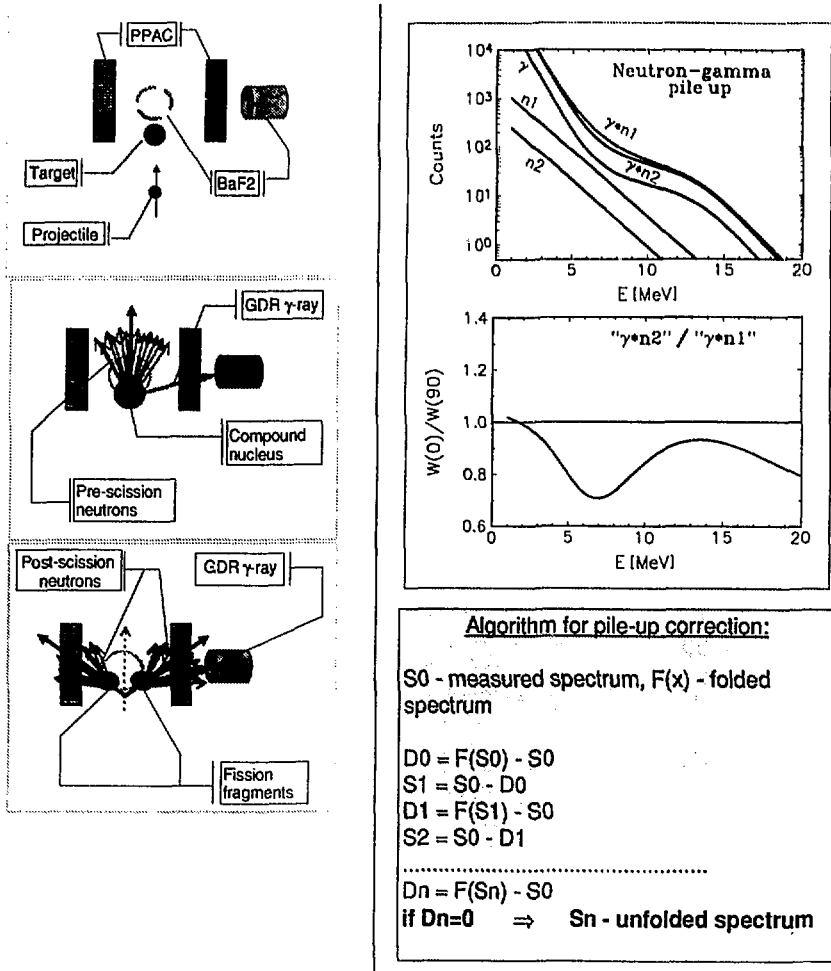 PPAC
Target
BaF2
Projectile
GDR γ-ray
Compound
nucleus
Pre-scission
neutrons
Post-scission
neutrons
GDR γ-ray
Fission
fragments
Neutron-gamma
pile up
Counts
10⁴
10³
10²
10¹
10⁰
γ
n1
n2
γ*n1
γ*n2
0 5 10 15 20
E [MeV]
"γ*n2" / "γ*n1"
W(0)/W(90)
1.4
1.2
1.0
0.8
0.6
0 5 10 15 20
E [MeV]
Algorithm for pile-up correction:
S0 - measured spectrum, F(x) - folded
spectrum
D0 = F(S0) - S0
S1 = S0 - D0
D1 = F(S1) - S0
S2 = S0 - D1
........................................
Dn = F(Sn) - S0
if Dn=0 ⇒ Sn - unfolded spectrum